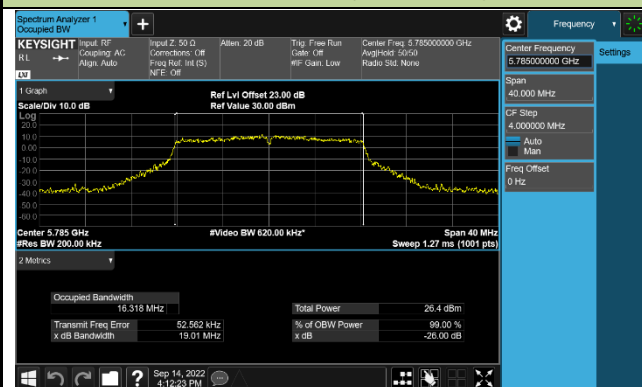 Spectrum Analyzer 1
Occupied BW
+
Frequency
KEYSIGHT
RL
LXI
Input: RF
Coupling: AC
Align: Auto
Input Z: 50 Ω
Corrections: Off
Freq Ref: Int (S)
NFE: Off
Atten: 20 dB
Trig: Free Run
Gate: Off
#IF Gain: Low
Center Freq: 5.785000000 GHz
Avg|Hold: 50/50
Radio Std: None
Center Frequency
5.785000000 GHz
Settings
Span
40.000 MHz
CF Step
4.000000 MHz
Auto
Man
Freq Offset
0 Hz
1 Graph
Scale/Div 10.0 dB
Ref Lvl Offset 23.00 dB
Ref Value 30.00 dBm
Log
20.0
10.0
0.00
-10.0
-20.0
-30.0
-40.0
-50.0
-60.0
Center 5.785 GHz
#Res BW 200.00 kHz
#Video BW 620.00 kHz*
Span 40 MHz
Sweep 1.27 ms (1001 pts)
2 Metrics
Occupied Bandwidth
16.318 MHz
Total Power 26.4 dBm
Transmit Freq Error 52.562 kHz
% of OBW Power 99.00 %
x dB Bandwidth 19.01 MHz
x dB -26.00 dB
?
Sep 14, 2022
4:12:23 PM